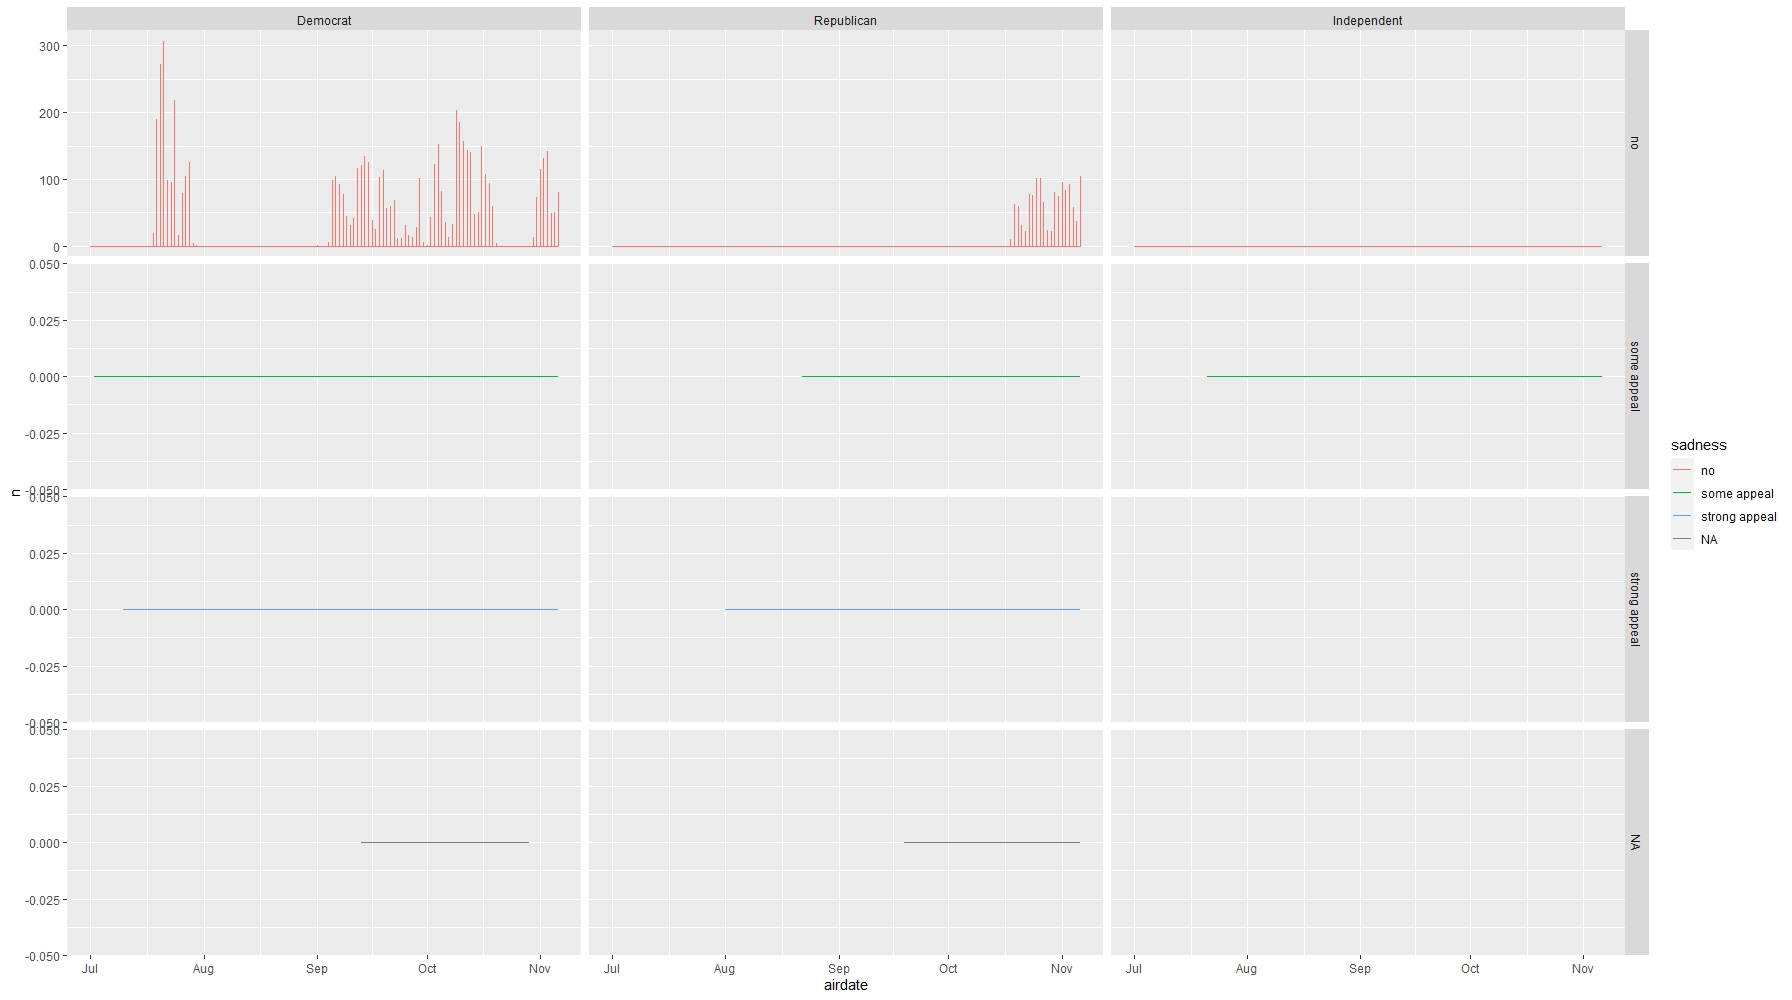 Democrat
Republican
Independent
300
200
100
0
no
0.050
0.025
0.000
-0.025
-0.050
some appeal
0.050
0.025
0.000
-0.025
-0.050
strong appeal
0.050
0.025
0.000
-0.025
-0.050
NA
n
Jul Aug Sep Oct Nov
Jul Aug Sep Oct Nov
Jul Aug Sep Oct Nov
airdate
sadness
no
some appeal
strong appeal
NA